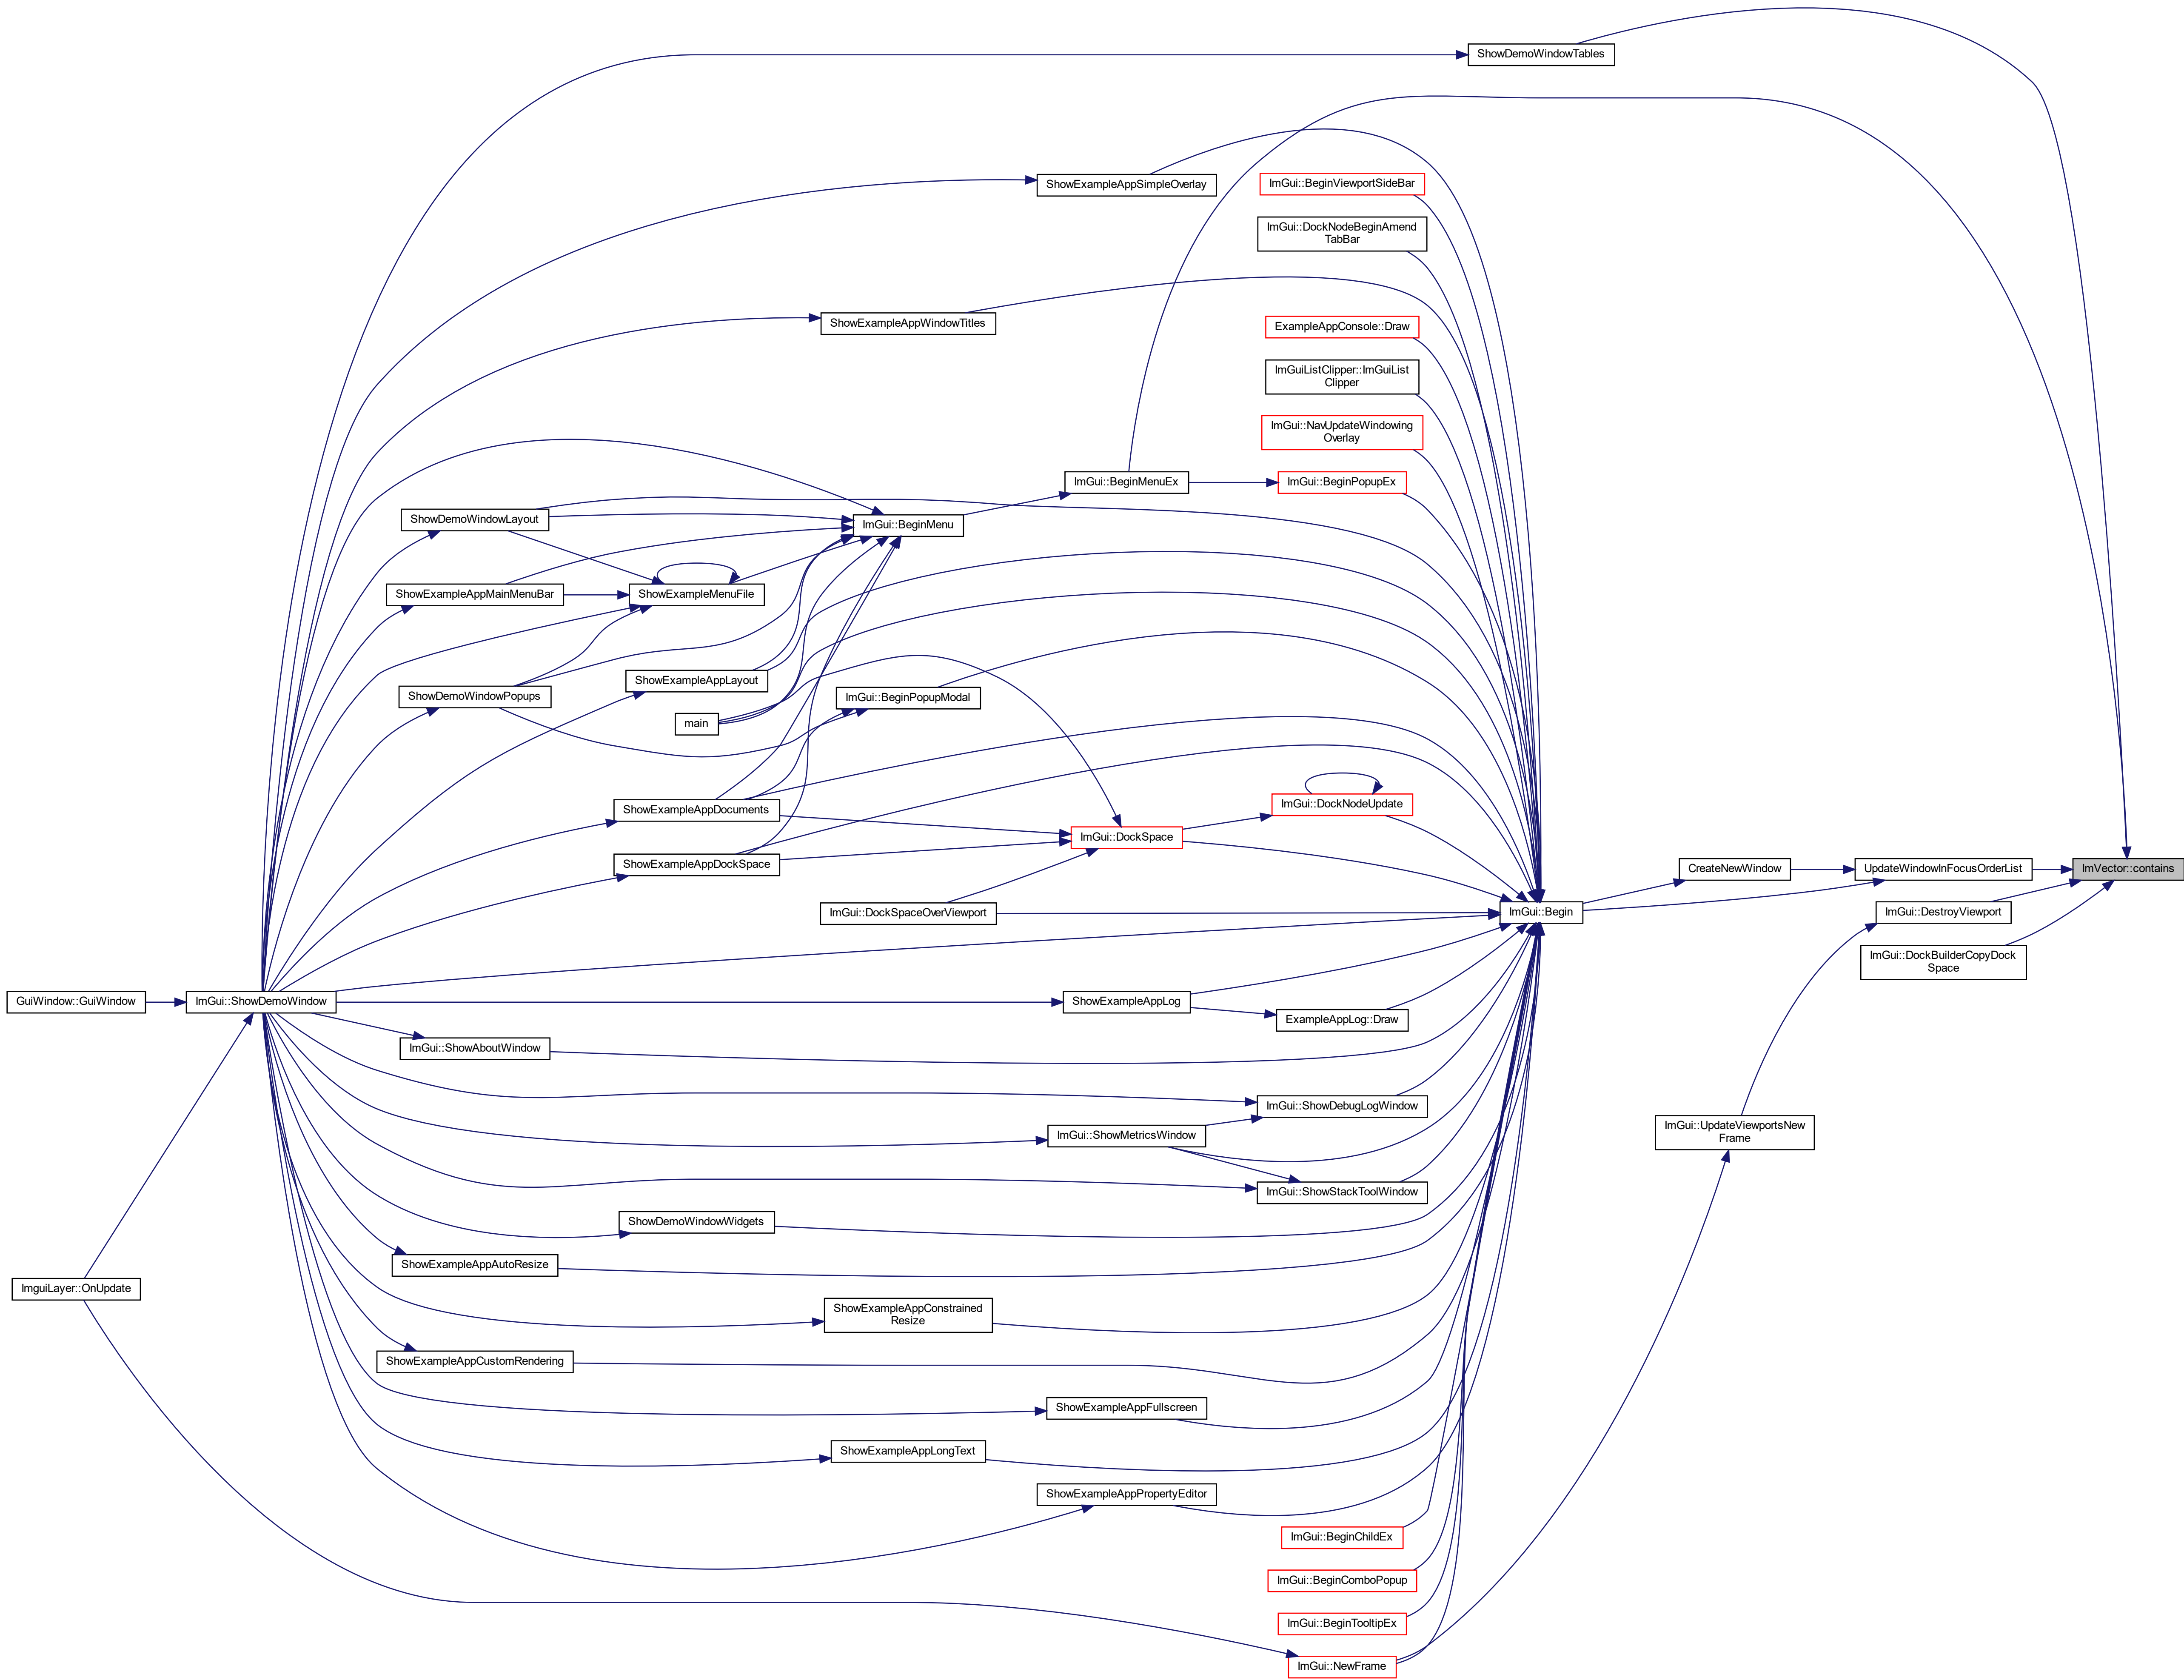 ShowDemoWindowTables
ShowExampleAppSimpleOverlay
ImGui::BeginViewportSideBar
ImGui::DockNodeBeginAmend
TabBar
ShowExampleAppWindowTitles
ExampleAppConsole::Draw
ImGuiListClipper::ImGuiList
Clipper
ImGui::NavUpdateWindowing
Overlay
ImGui::BeginMenuEx
ImGui::BeginPopupEx
ShowDemoWindowLayout
ImGui::BeginMenu
ShowExampleAppMainMenuBar
ShowExampleMenuFile
ShowExampleAppLayout
ShowDemoWindowPopups
ImGui::BeginPopupModal
main
ShowExampleAppDocuments
ImGui::DockNodeUpdate
ImGui::DockSpace
ShowExampleAppDockSpace
CreateNewWindow
UpdateWindowInFocusOrderList
ImVector::contains
ImGui::DockSpaceOverViewport
ImGui::Begin
ImGui::DestroyViewport
ImGui::DockBuilderCopyDock
Space
GuiWindow::GuiWindow
ImGui::ShowDemoWindow
ShowExampleAppLog
ExampleAppLog::Draw
ImGui::ShowAboutWindow
ImGui::ShowDebugLogWindow
ImGui::ShowMetricsWindow
ImGui::UpdateViewportsNew
Frame
ImGui::ShowStackToolWindow
ShowDemoWindowWidgets
ShowExampleAppAutoResize
ImguiLayer::OnUpdate
ShowExampleAppConstrained
Resize
ShowExampleAppCustomRendering
ShowExampleAppFullscreen
ShowExampleAppLongText
ShowExampleAppPropertyEditor
ImGui::BeginChildEx
ImGui::BeginComboPopup
ImGui::BeginTooltipEx
ImGui::NewFrame